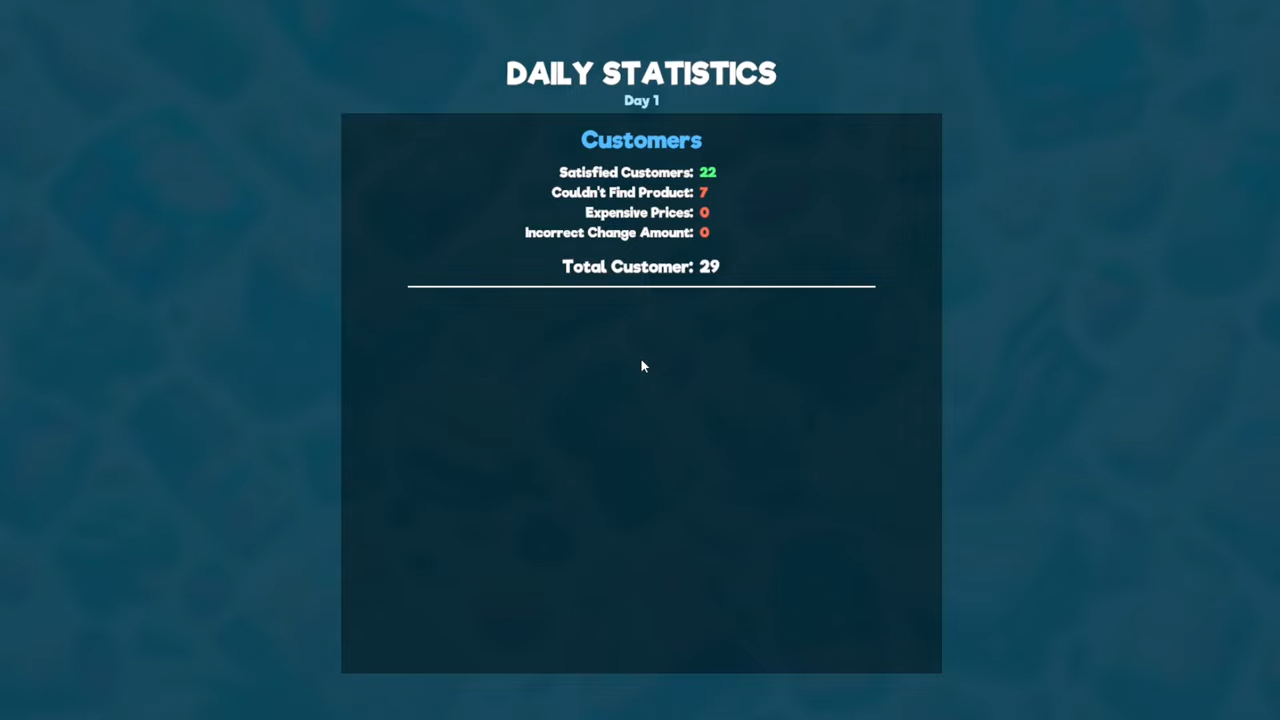 DAILY STATISTICS
Day 1
Customers
Satisfied Customers: 22
Couldn't Find Product: 7
Expensive Prices: 0
Incorrect Change Amount: 0
Total Customer: 29